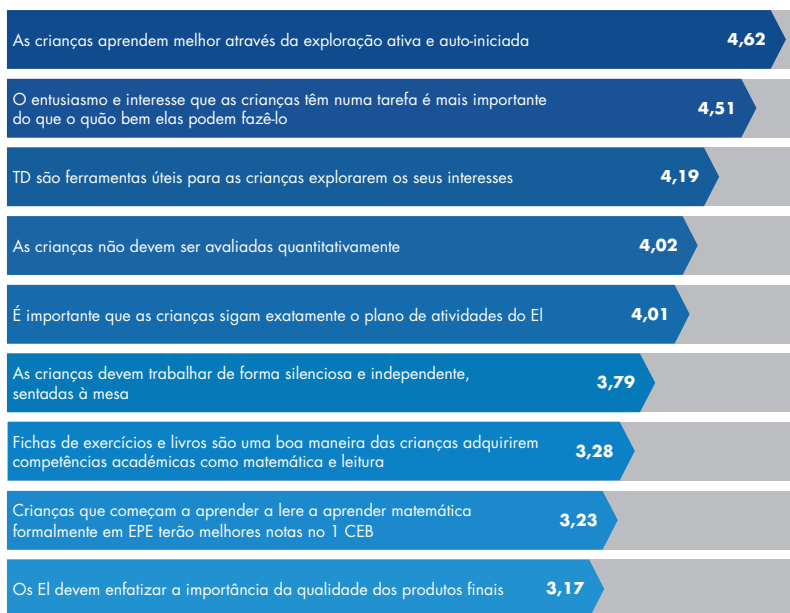 As crianças aprendem melhor através da exploração ativa e auto-iniciada 4,62
O entusiasmo e interesse que as crianças têm numa tarefa é mais importante
do que o quão bem elas podem fazê-lo 4,51
TD são ferramentas úteis para as crianças explorarem os seus interesses 4,19
As crianças não devem ser avaliadas quantitativamente 4,02
É importante que as crianças sigam exatamente o plano de atividades do EI 4,01
As crianças devem trabalhar de forma silenciosa e independente,
sentadas à mesa 3,79
Fichas de exercícios e livros são uma boa maneira das crianças adquirirem
competências académicas como matemática e leitura 3,28
Crianças que começam a aprender a lere a aprender matemática
formalmente em EPE terão melhores notas no 1 CEB 3,23
Os EI devem enfatizar a importância da qualidade dos produtos finais 3,17